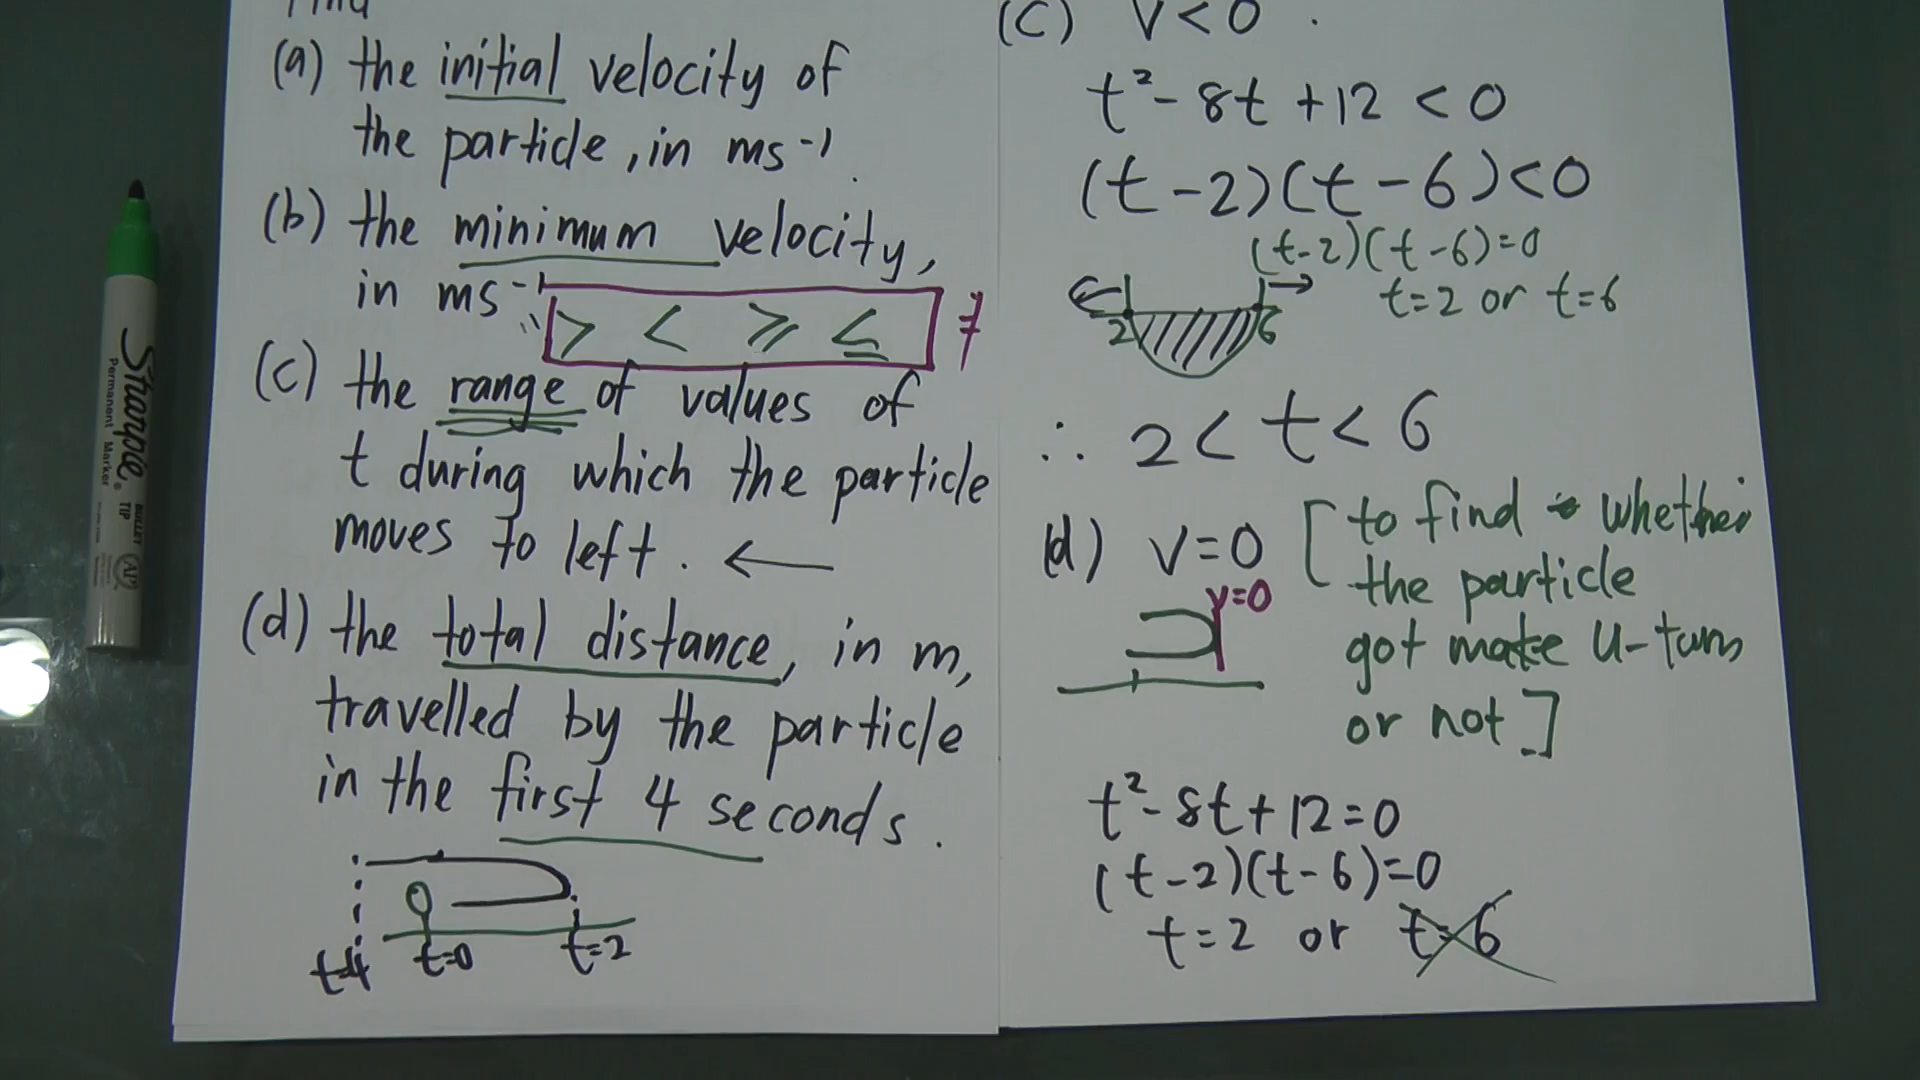 Find
(a) the initial velocity of
the particle, in ms⁻¹.
(b) the minimum velocity,
in ms⁻¹
> < ≥ ≤ ≠
(c) the range of values of
t during which the particle
moves to left. ←
(d) the total distance, in m,
travelled by the particle
in the first 4 seconds.
t=4 t=0 t=2
(c) v<0.
t²-8t+12<0
(t-2)(t-6)<0
(t-2)(t-6)=0
t=2 or t=6
2 6
∴ 2<t<6
(d) v=0
[to find whether
the particle
got make u-turn
or not]
v=0
t²-8t+12=0
(t-2)(t-6)=0
t=2 or t=6
Sharpie
Permanent Marker
BULLET TIP
AP